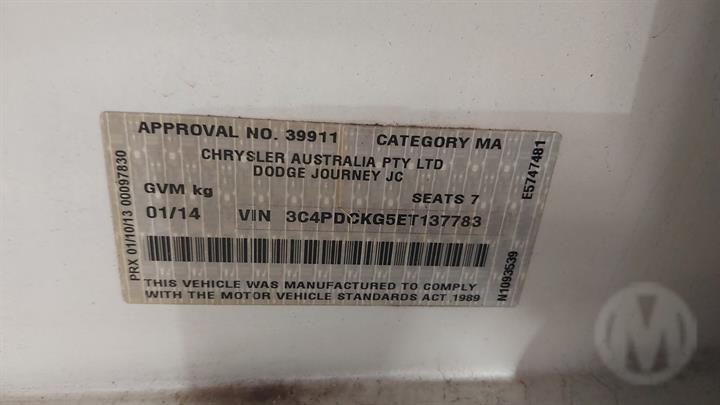 APPROVAL NO. 39911 CATEGORY MA
CHRYSLER AUSTRALIA PTY LTD
DODGE JOURNEY JC
GVM kg SEATS 7
01/14 VIN 3C4PDCKG5ET137783
THIS VEHICLE WAS MANUFACTURED TO COMPLY
WITH THE MOTOR VEHICLE STANDARDS ACT 1989
PRX 01/10/13 00097830
E5747481
N1093539
M